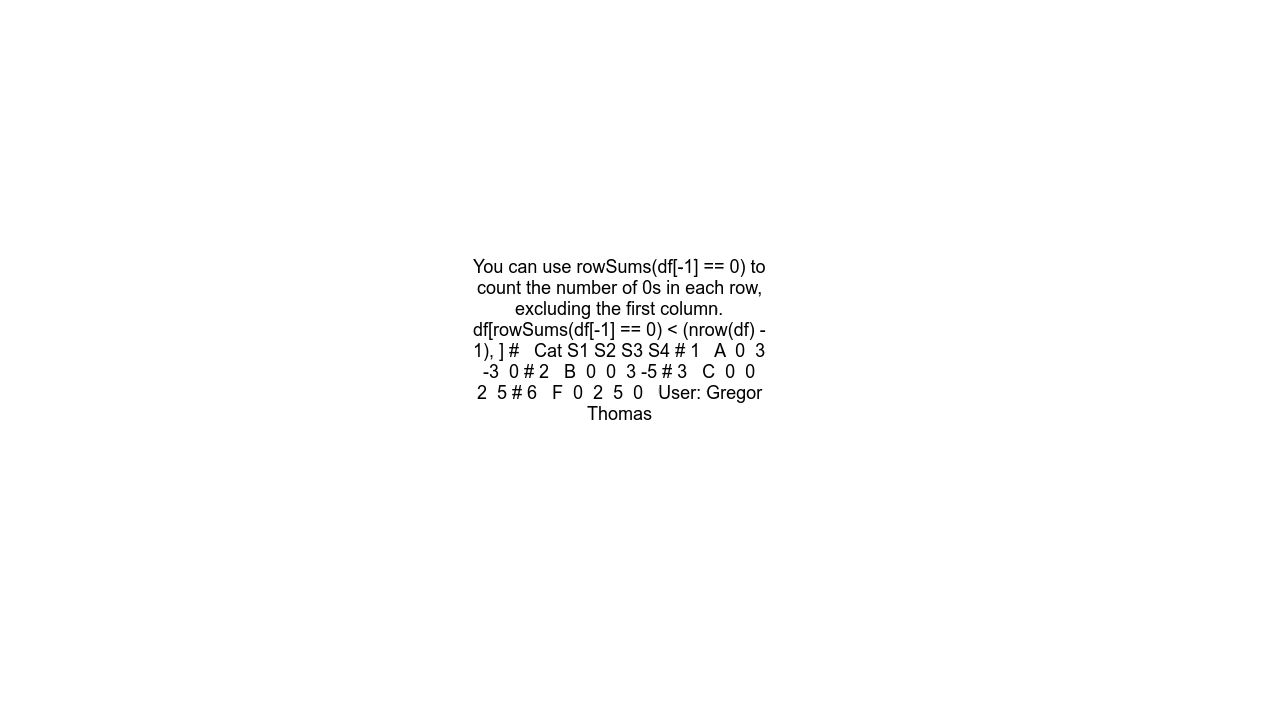 You can use rowSums(df[-1] == 0) to
count the number of 0s in each row,
excluding the first column.
df[rowSums(df[-1] == 0) < (nrow(df) -
1), ] #   Cat S1 S2 S3 S4 # 1   A  0  3
-3  0 # 2   B  0  0  3 -5 # 3   C  0  0
2  5 # 6   F  0  2  5  0   User: Gregor
Thomas